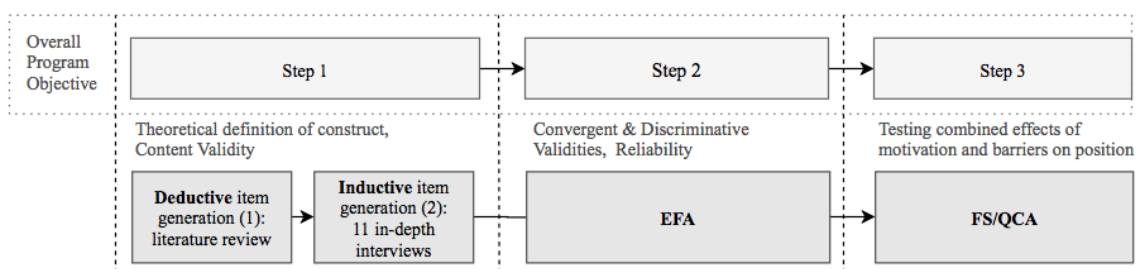 Overall
Program
Objective
Step 1
Step 2
Step 3
Theoretical definition of construct,
Content Validity
Convergent & Discriminative
Validities, Reliability
Testing combined effects of
motivation and barriers on position
Deductive item
generation (1):
literature review
Inductive item
generation (2):
11 in-depth
interviews
EFA
FS/QCA